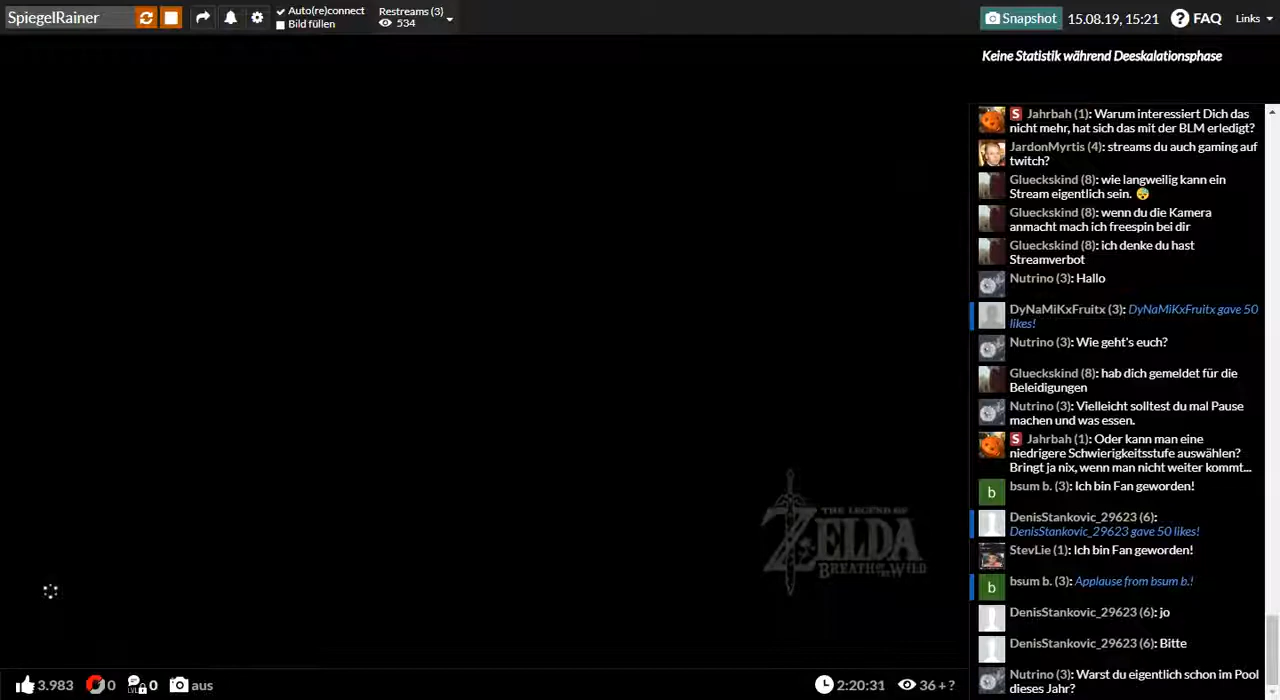 SpiegelRainer
Auto(re)connect
Bild füllen
Restreams (3)
534
Snapshot
15.08.19, 15:21
FAQ
Links
Keine Statistik während Deeskalationsphase
S Jahrbah (1): Warum interessiert Dich das
nicht mehr, hat sich das mit der BLM erledigt?
JardonMyrtis (4): streams du auch gaming auf
twitch?
Glueckskind (8): wie langweilig kann ein
Stream eigentlich sein. 😴
Glueckskind (8): wenn du die Kamera
anmacht mach ich freespin bei dir
Glueckskind (8): ich denke du hast
Streamverbot
Nutrino (3): Hallo
DyNaMiKxFruitx (3): DyNaMiKxFruitx gave 50
likes!
Nutrino (3): Wie geht's euch?
Glueckskind (8): hab dich gemeldet für die
Beleidigungen
Nutrino (3): Vielleicht solltest du mal Pause
machen und was essen.
S Jahrbah (1): Oder kann man eine
niedrigere Schwierigkeitsstufe auswählen?
Bringt ja nix, wenn man nicht weiter kommt...
b
bsum b. (3): Ich bin Fan geworden!
DenisStankovic_29623 (6):
DenisStankovic_29623 gave 50 likes!
StevLie (1): Ich bin Fan geworden!
b
bsum b. (3): Applause from bsum b.!
DenisStankovic_29623 (6): jo
DenisStankovic_29623 (6): Bitte
Nutrino (3): Warst du eigentlich schon im Pool
dieses Jahr?
THE LEGEND OF
ZELDA
BREATH OF THE WILD
3.983
0
LVL
0
aus
2:20:31
36 + ?